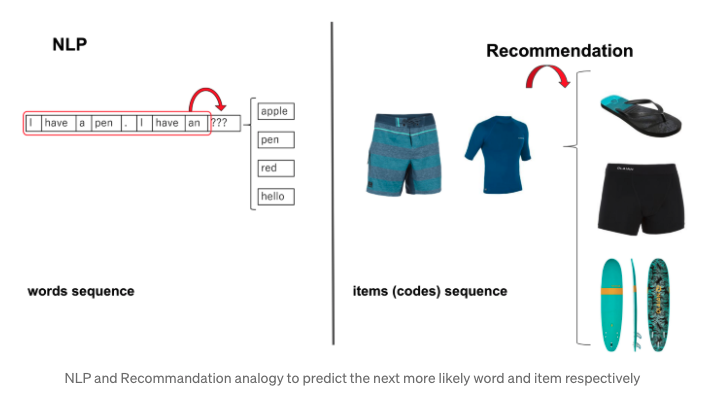 NLP
I have a pen . I have an ???
apple
pen
red
hello
words sequence
Recommendation
items (codes) sequence
NLP and Recommandation analogy to predict the next more likely word and item respectively